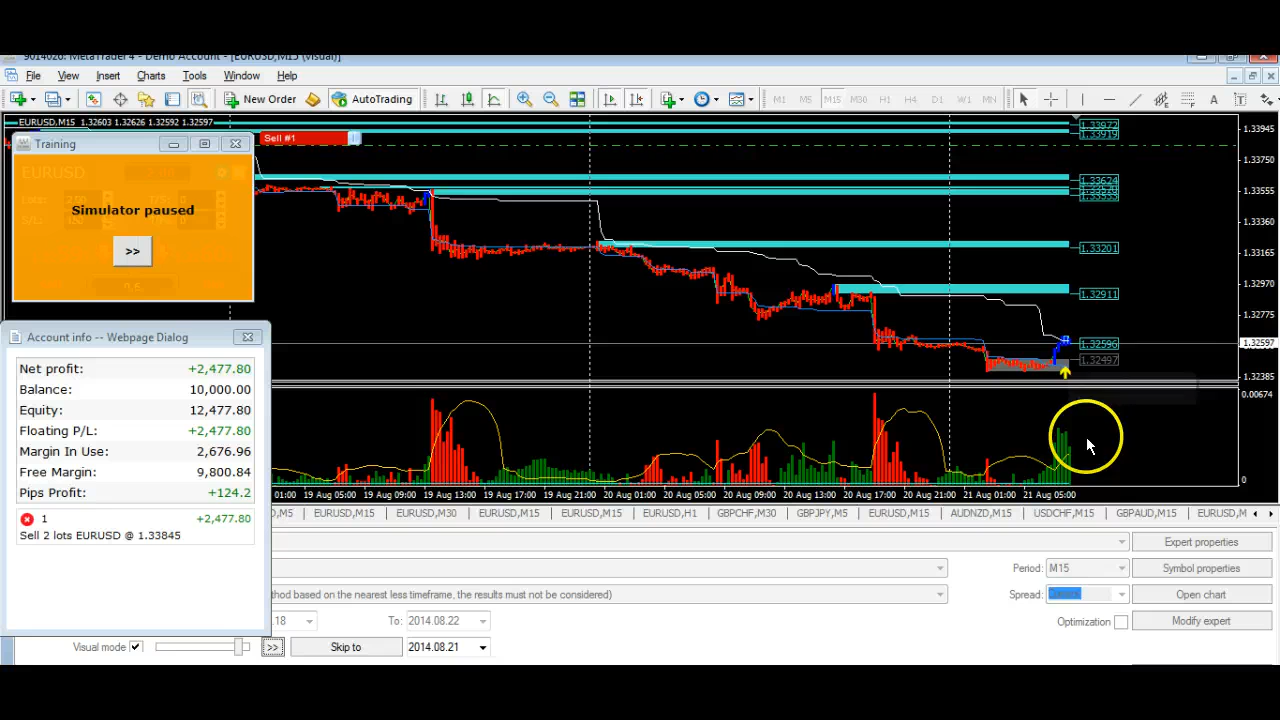 9014026: MetaTrader 4 - Demo Account - [EURUSD,M15 (visual)]
File View Insert Charts Tools Window Help
New Order AutoTrading M1 M5 M15 M30 H1 H4 D1 W1 MN A T
EURUSD,M15 1.32603 1.32626 1.32592 1.32597
Sell #1
Training
EURUSD
Simulator paused
>>
1.33972
1.33919
1.33624
1.33201
1.32911
1.32596
1.32497
1.33945
1.33750
1.33555
1.33360
1.33165
1.32970
1.32775
1.32597
1.32385
0.00674
0
Account info -- Webpage Dialog
Net profit: +2,477.80
Balance: 10,000.00
Equity: 12,477.80
Floating P/L: +2,477.80
Margin In Use: 2,676.96
Free Margin: 9,800.84
Pips Profit: +124.2
1 +2,477.80
Sell 2 lots EURUSD @ 1.33845
01:00 19 Aug 05:00 19 Aug 09:00 19 Aug 13:00 19 Aug 17:00 19 Aug 21:00 20 Aug 01:00 20 Aug 05:00 20 Aug 09:00 20 Aug 13:00 20 Aug 17:00 20 Aug 21:00 21 Aug 01:00 21 Aug 05:00
D,M5 EURUSD,M15 EURUSD,M30 EURUSD,M15 EURUSD,M15 EURUSD,H1 GBPCHF,M30 GBPJPY,M5 EURUSD,M15 AUDNZD,M15 USDCHF,M15 GBPAUD,M15 EURUSD,M
Expert properties
Period: M15 Symbol properties
hod based on the nearest less timeframe, the results must not be considered) Spread: Open chart
.18 To: 2014.08.22 Optimization Modify expert
Visual mode >> Skip to 2014.08.21